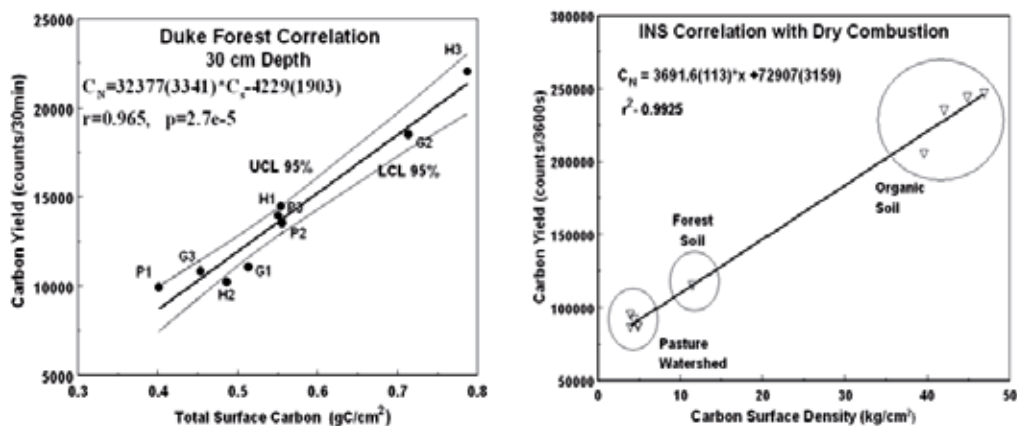 Duke Forest Correlation
30 cm Depth
C_N=32377(3341)*C_s-4229(1903)
r=0.965, p=2.7e-5
UCL 95%
LCL 95%
H3
G2
H1
P3
P2
G1
H2
G3
P1
25000
20000
15000
10000
5000
0.3
0.4
0.5
0.6
0.7
0.8
Carbon Yield (counts/30min)
Total Surface Carbon (gC/cm²)
INS Correlation with Dry Combustion
C_N = 3691.6(113)*x +72907(3159)
r²- 0.9925
Organic
Soil
Forest
Soil
Pasture
Watershed
300000
250000
200000
150000
100000
50000
0
10
20
30
40
50
Carbon Yield (counts/3600s)
Carbon Surface Density (kg/cm²)